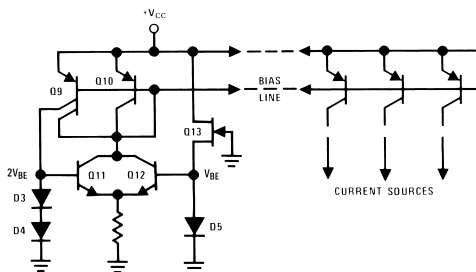 +VCC
Q9
Q10
BIAS
LINE
Q13
2VBE
Q11
Q12
VBE
CURRENT SOURCES
D3
D4
D5